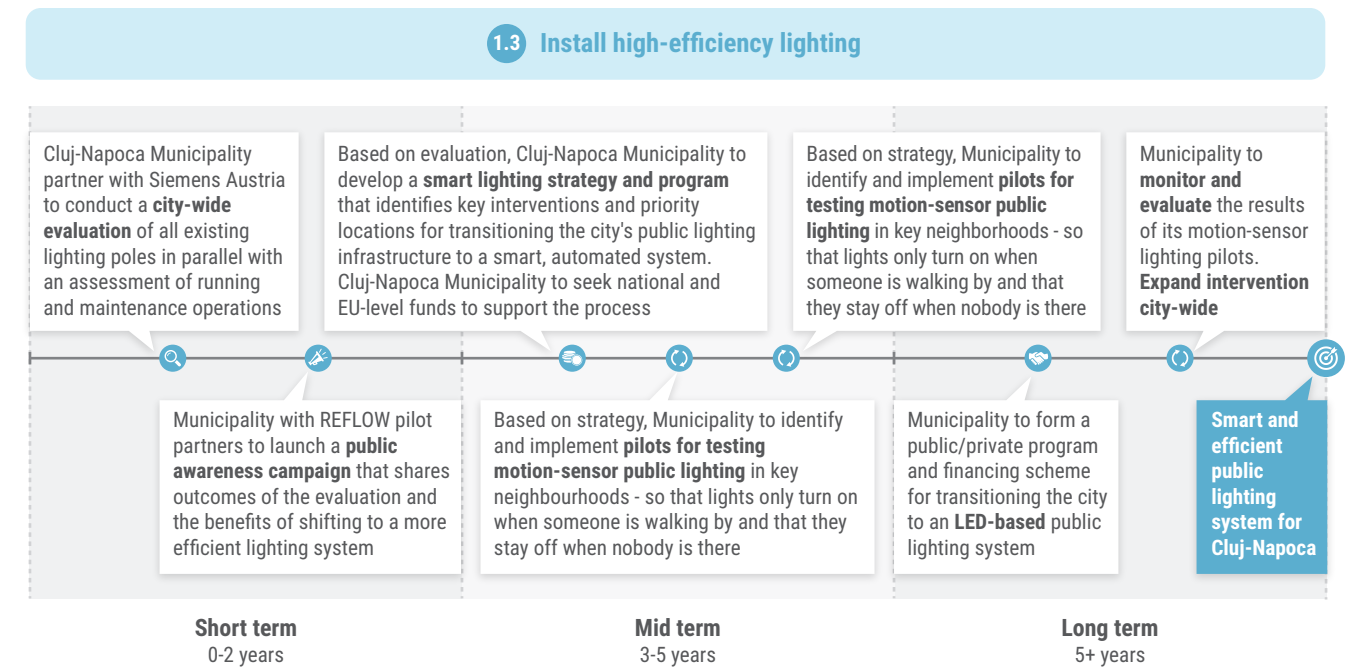 1.3 Install high-efficiency lighting
Cluj-Napoca Municipality
partner with Siemens Austria
to conduct a city-wide
evaluation of all existing
lighting poles in parallel with
an assessment of running
and maintenance operations
Based on evaluation, Cluj-Napoca Municipality to
develop a smart lighting strategy and program
that identifies key interventions and priority
locations for transitioning the city's public lighting
infrastructure to a smart, automated system.
Cluj-Napoca Municipality to seek national and
EU-level funds to support the process
Based on strategy, Municipality to
identify and implement pilots for
testing motion-sensor public
lighting in key neighborhoods - so
that lights only turn on when
someone is walking by and that
they stay off when nobody is there
Municipality to
monitor and
evaluate the results
of its motion-sensor
lighting pilots.
Expand intervention
city-wide
Municipality with REFLOW pilot
partners to launch a public
awareness campaign that shares
outcomes of the evaluation and
the benefits of shifting to a more
efficient lighting system
Based on strategy, Municipality to identify
and implement pilots for testing
motion-sensor public lighting in key
neighbourhoods - so that lights only turn on
when someone is walking by and that they
stay off when nobody is there
Municipality to form a
public/private program
and financing scheme
for transitioning the city
to an LED-based public
lighting system
Smart and
efficient
public
lighting
system for
Cluj-Napoca
Short term
0-2 years
Mid term
3-5 years
Long term
5+ years